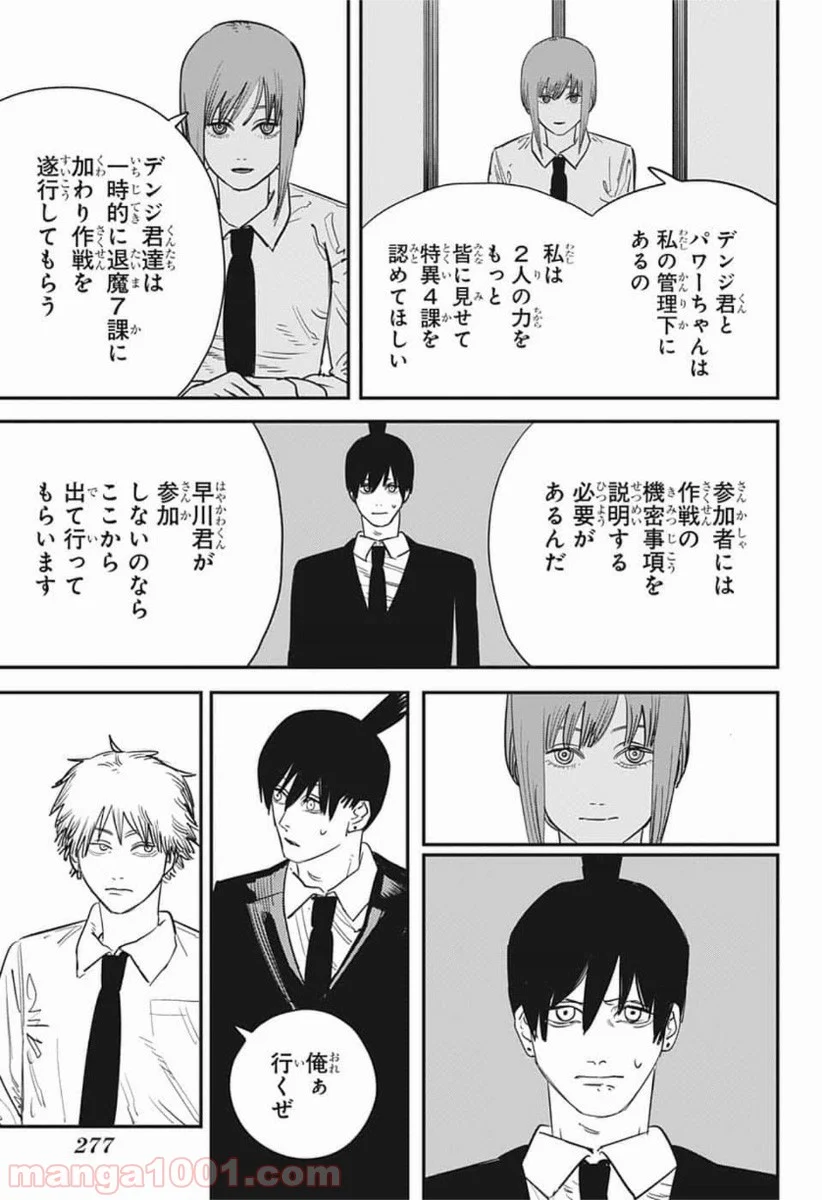 デンジ君と
パワーちゃんは
私の管理下に
あるの
私は
２人の力を
もっと
皆に見せて
特異４課を
認めてほしい
デンジ君達は
一時的に退魔７課に
加わり作戦を
遂行してもらう
参加者には
作戦の
機密事項を
説明する
必要が
あるんだ
早川君が
参加
しないのなら
ここから
出て行って
もらいます
俺ぁ
行くぜ
277
manga1001.com